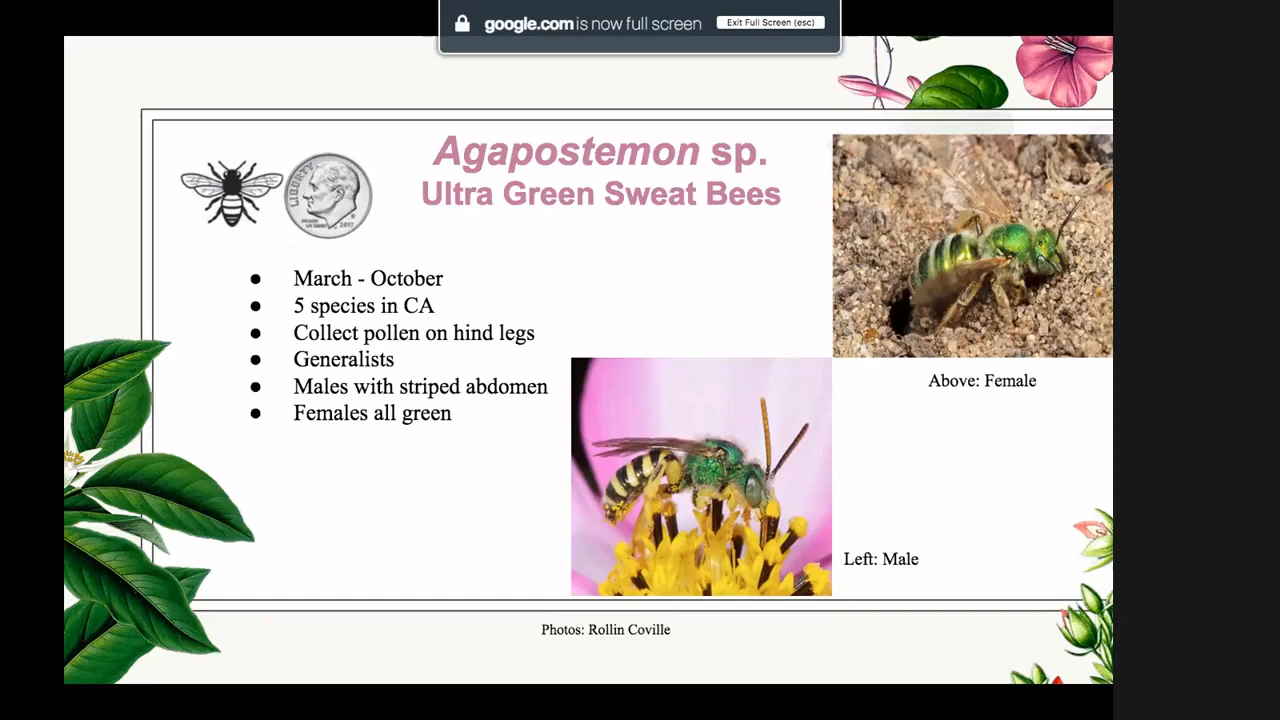 google.com is now full screen Exit Full Screen (esc)
Agapostemon sp.
Ultra Green Sweat Bees
LIBERTY
2017
● March - October
● 5 species in CA
● Collect pollen on hind legs
● Generalists
● Males with striped abdomen
● Females all green
Above: Female
Left: Male
Photos: Rollin Coville